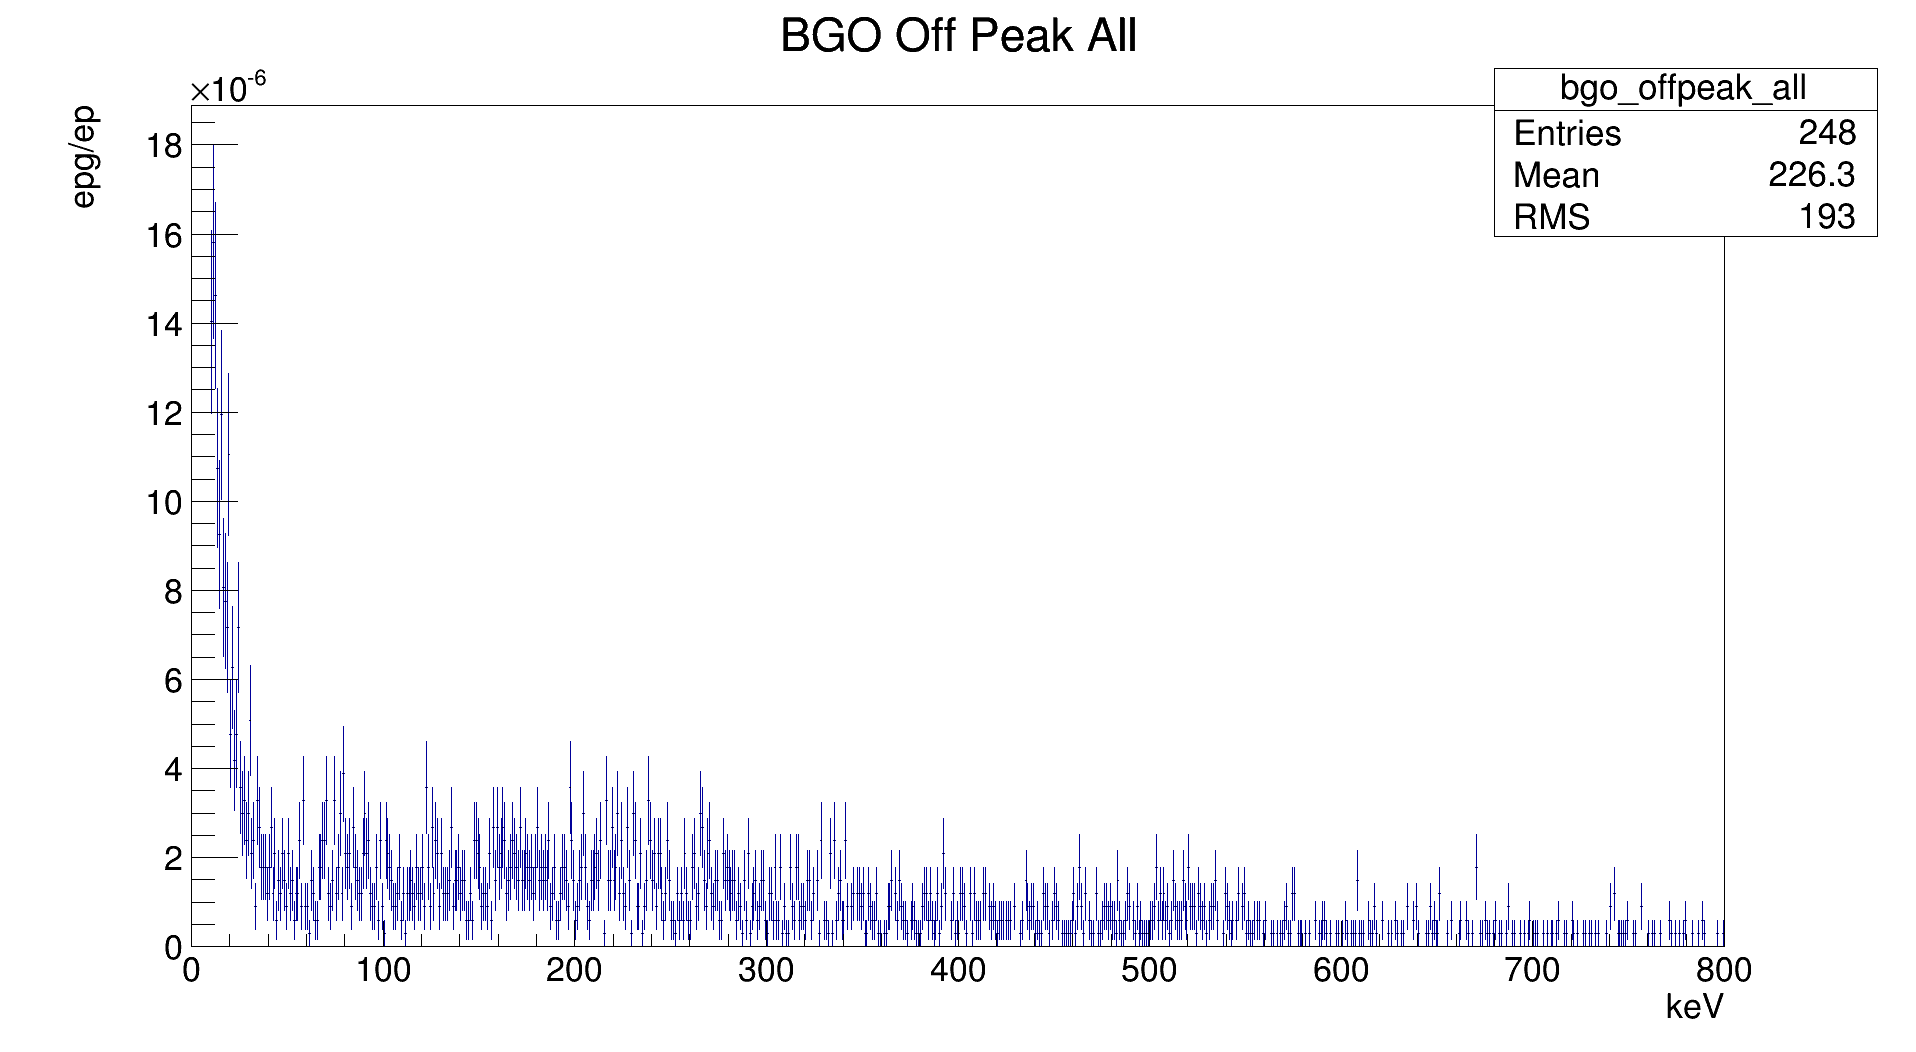 BGO Off Peak All
×10-6
epg/ep
bgo_offpeak_all
Entries 248
Mean 226.3
RMS 193
18
16
14
12
10
8
6
4
2
0
0 100 200 300 400 500 600 700 800
keV